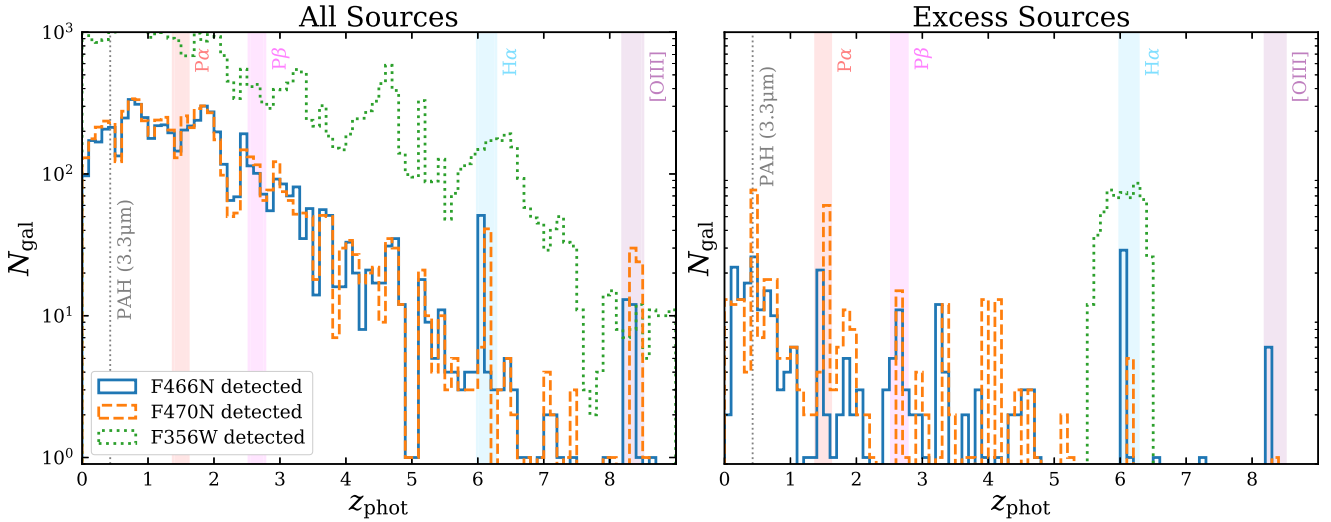 All Sources
10³
10²
10¹
10⁰
N_gal
PAH (3.3μm)
Pα
Pβ
Hα
[OIII]
F466N detected
F470N detected
F356W detected
0 1 2 3 4 5 6 7 8
z_phot
Excess Sources
N_gal
PAH (3.3μm)
Pα
Pβ
Hα
[OIII]
0 1 2 3 4 5 6 7 8
z_phot